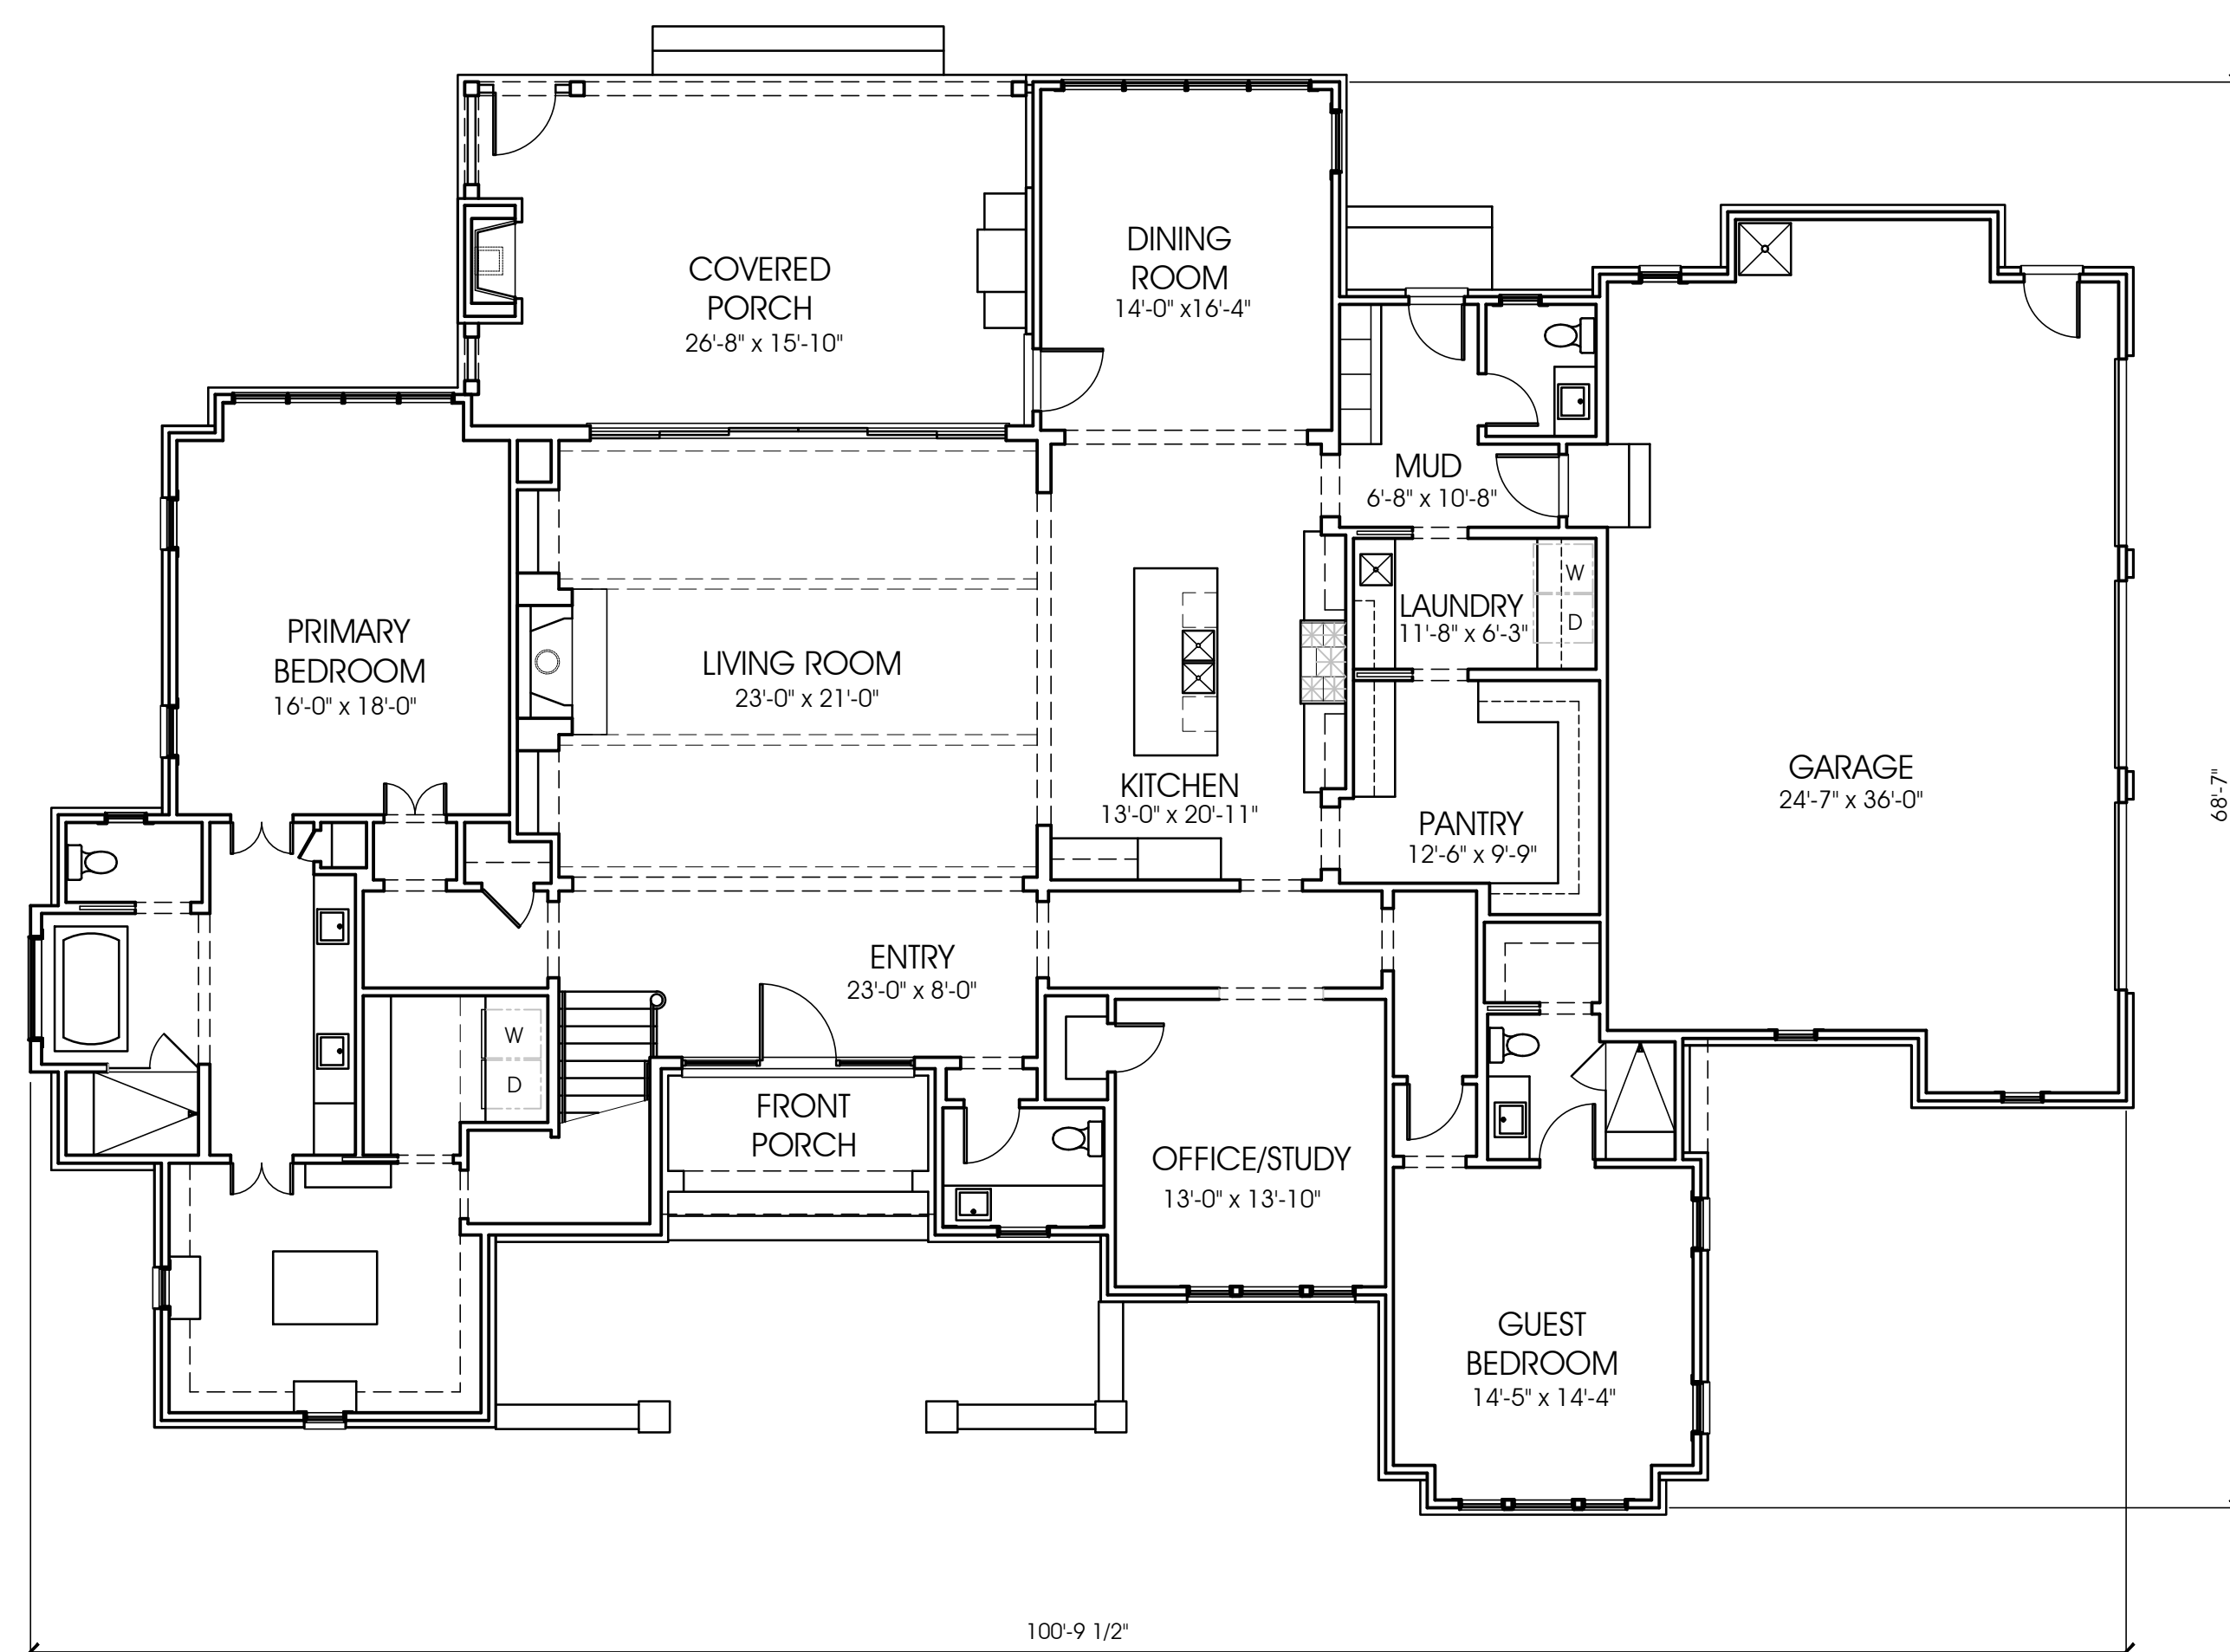 COVERED
PORCH
26'-8" x 15'-10"
DINING
ROOM
14'-0" x16'-4"
MUD
6'-8" x 10'-8"
W
D
LAUNDRY
11'-8" x 6'-3"
PRIMARY
BEDROOM
16'-0" x 18'-0"
LIVING ROOM
23'-0" x 21'-0"
KITCHEN
13'-0" x 20'-11"
PANTRY
12'-6" x 9'-9"
GARAGE
24'-7" x 36'-0"
68'-7"
ENTRY
23'-0" x 8'-0"
W
D
FRONT
PORCH
OFFICE/STUDY
13'-0" x 13'-10"
GUEST
BEDROOM
14'-5" x 14'-4"
100'-9 1/2"